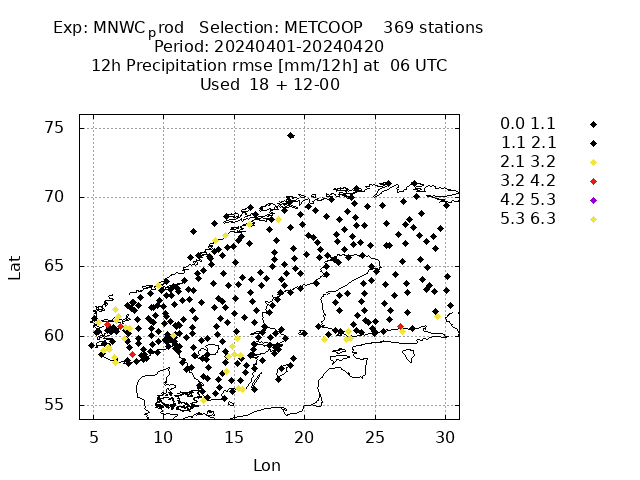 Exp: MNWCprod   Selection: METCOOP    369 stations
Period: 20240401-20240420
12h Precipitation rmse [mm/12h] at  06 UTC
Used  18 + 12-00
0.0 1.1
1.1 2.1
2.1 3.2
3.2 4.2
4.2 5.3
5.3 6.3
75
70
65
60
55
Lat
5 10 15 20 25 30
Lon